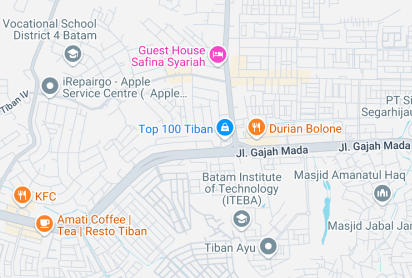 Vocational School
District 4 Batam
Guest House
Safina Syariah
iRepairgo - Apple
Service Centre ( Apple...
Tiban IV
PT Si
Segarhijau
Top 100 Tiban
Durian Bolone
Jl. Gajah Mada
Jl. Gajah Mada
Batam Institute
of Technology
(ITEBA)
Masjid Amanatul Haq
KFC
Amati Coffee |
Tea | Resto Tiban
Masjid Jabal Jan
Tiban Ayu